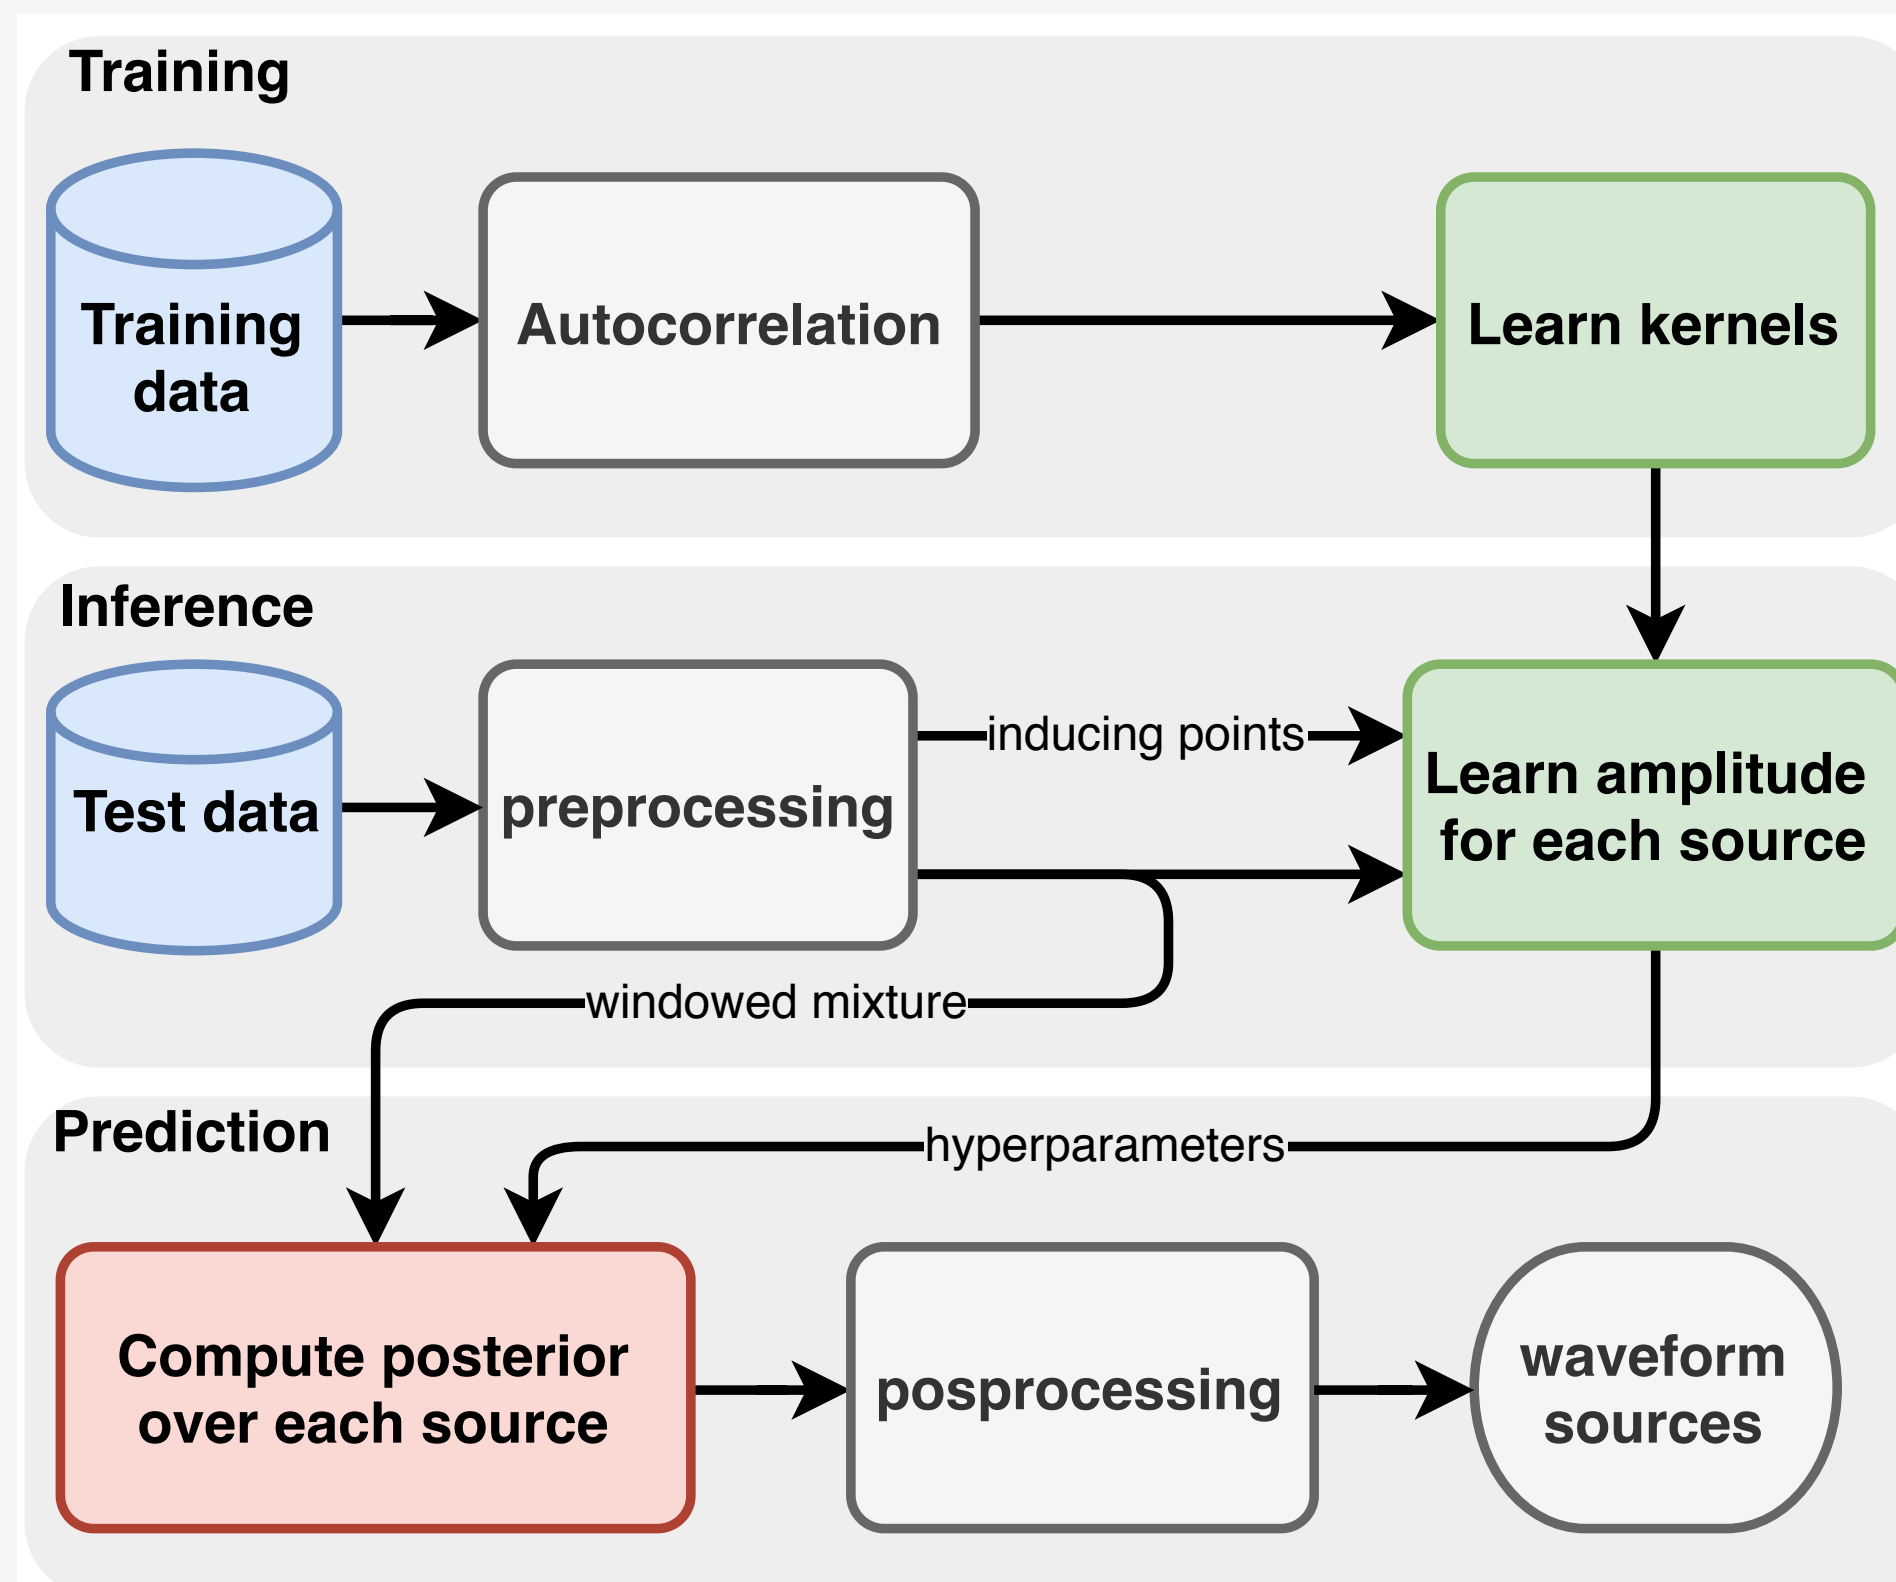 Training
Training
data
Autocorrelation
Learn kernels
Inference
Test data
preprocessing
inducing points
Learn amplitude
for each source
windowed mixture
Prediction
hyperparameters
Compute posterior
over each source
posprocessing
waveform
sources